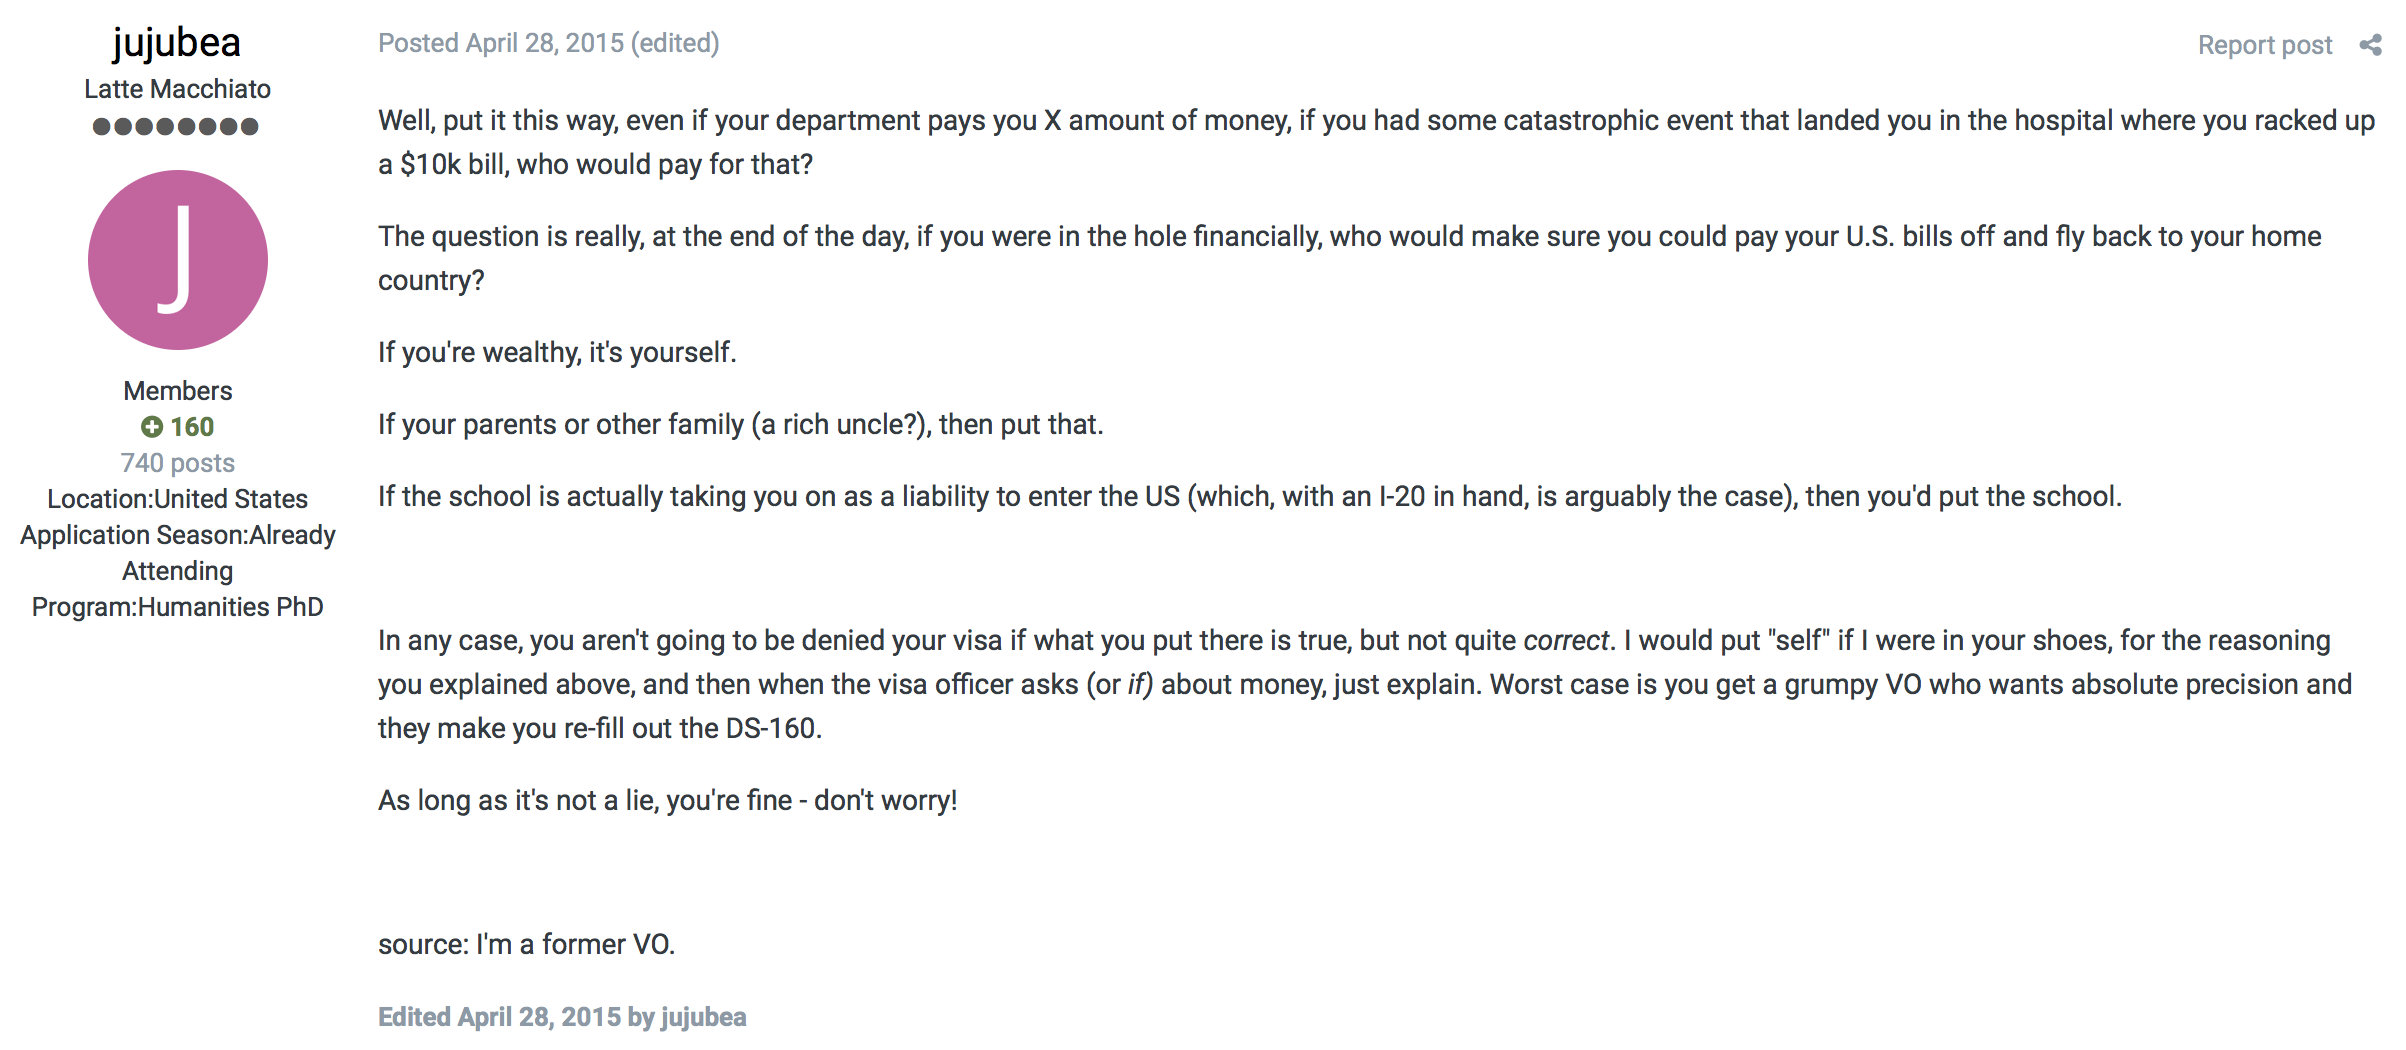 jujubea
Latte Macchiato
J
Members
160
740 posts
Location:United States
Application Season:Already
Attending
Program:Humanities PhD
Posted April 28, 2015 (edited)
Report post
Well, put it this way, even if your department pays you X amount of money, if you had some catastrophic event that landed you in the hospital where you racked up
a $10k bill, who would pay for that?
The question is really, at the end of the day, if you were in the hole financially, who would make sure you could pay your U.S. bills off and fly back to your home
country?
If you're wealthy, it's yourself.
If your parents or other family (a rich uncle?), then put that.
If the school is actually taking you on as a liability to enter the US (which, with an I-20 in hand, is arguably the case), then you'd put the school.
In any case, you aren't going to be denied your visa if what you put there is true, but not quite correct. I would put "self" if I were in your shoes, for the reasoning
you explained above, and then when the visa officer asks (or if) about money, just explain. Worst case is you get a grumpy VO who wants absolute precision and
they make you re-fill out the DS-160.
As long as it's not a lie, you're fine - don't worry!
source: I'm a former VO.
Edited April 28, 2015 by jujubea